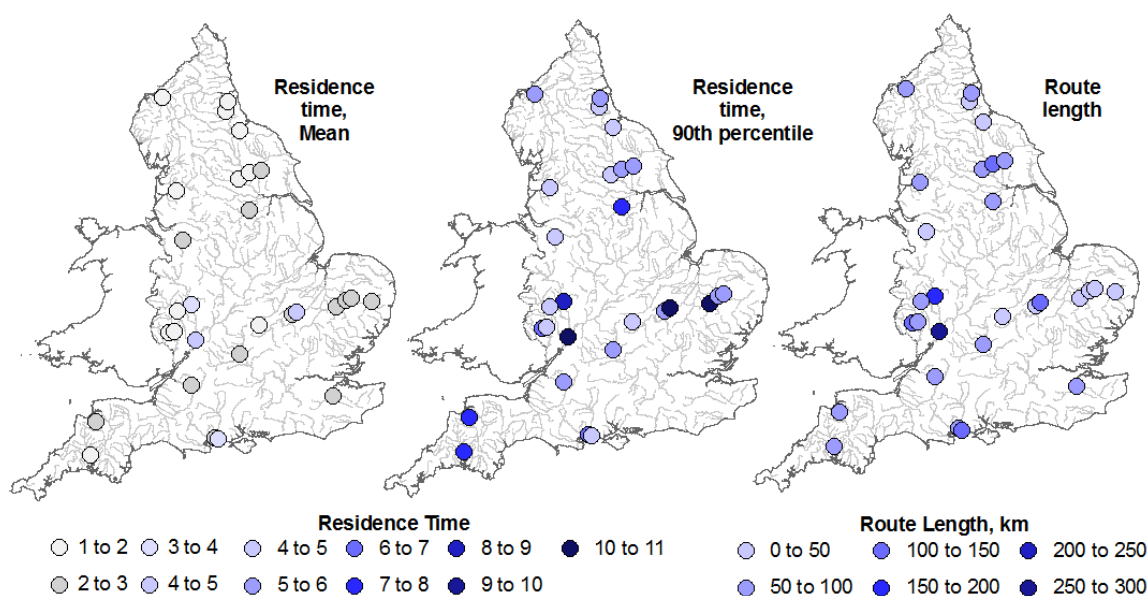 Residence
time,
Mean
Residence
time,
90th percentile
Route
length
Residence Time
1 to 2 3 to 4 4 to 5 6 to 7 8 to 9 10 to 11
2 to 3 4 to 5 5 to 6 7 to 8 9 to 10
Route Length, km
0 to 50 100 to 150 200 to 250
50 to 100 150 to 200 250 to 300